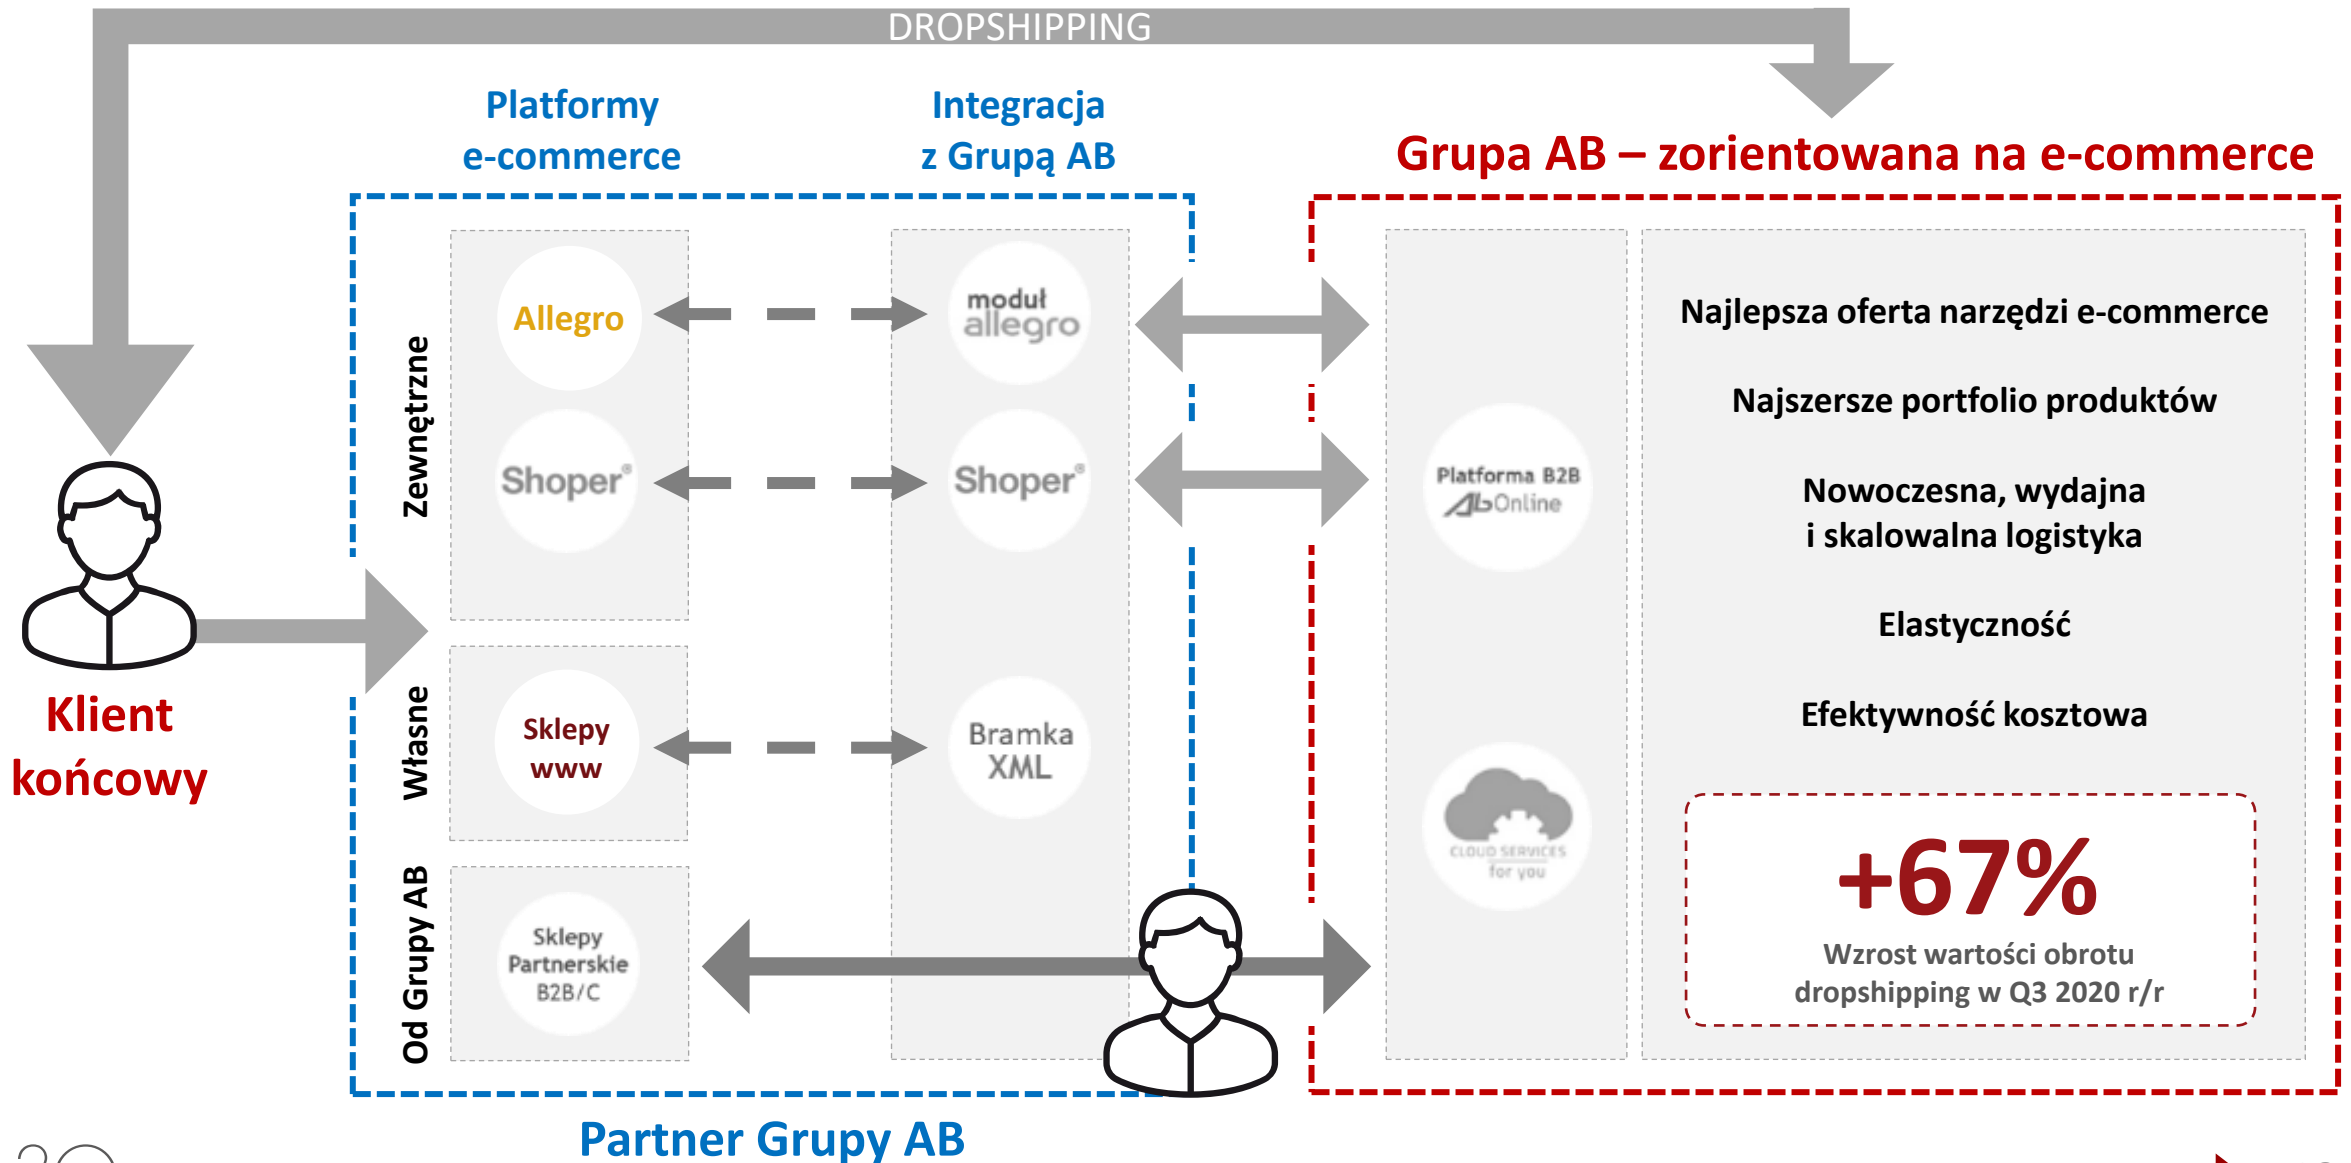 DROPSHIPPING
Platformy
e-commerce
Integracja
z Grupą AB
Grupa AB – zorientowana na e-commerce
Zewnętrzne
Allegro
moduł
allegro
Shoper®
Shoper®
Własne
Sklepy
www
Bramka
XML
Od Grupy AB
Sklepy
Partnerskie
B2B/C
Klient
końcowy
Partner Grupy AB
Platforma B2B
Ab Online
CLOUD SERVICES
for you
Najlepsza oferta narzędzi e-commerce
Najszersze portfolio produktów
Nowoczesna, wydajna
i skalowalna logistyka
Elastyczność
Efektywność kosztowa
+67%
Wzrost wartości obrotu
dropshipping w Q3 2020 r/r